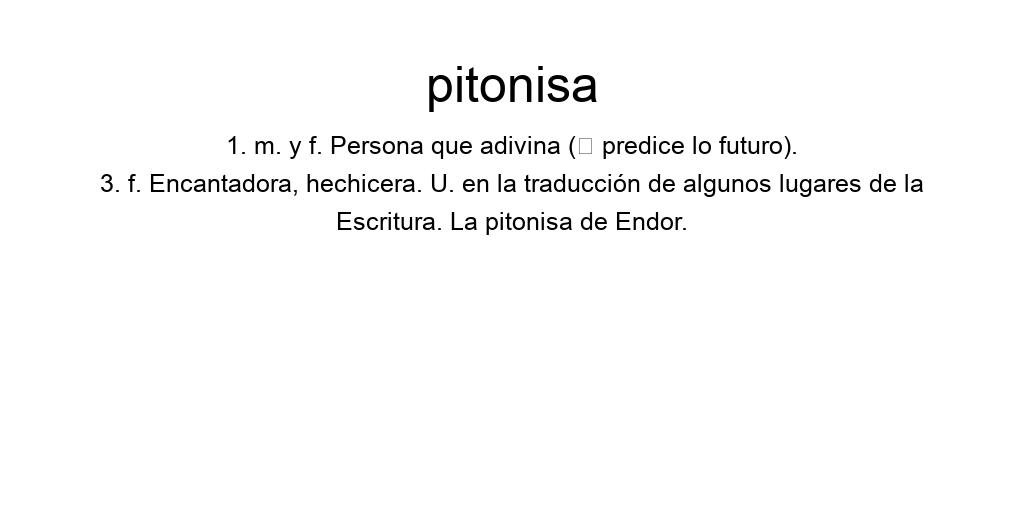 pitonisa
1. m. y f. Persona que adivina (□ predice lo futuro).
3. f. Encantadora, hechicera. U. en la traducción de algunos lugares de la
Escritura. La pitonisa de Endor.